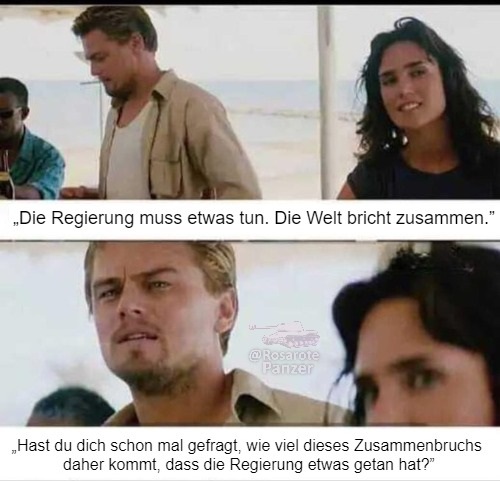 „Die Regierung muss etwas tun. Die Welt bricht zusammen.”
@Rosarote
Panzer
„Hast du dich schon mal gefragt, wie viel dieses Zusammenbruchs
daher kommt, dass die Regierung etwas getan hat?”